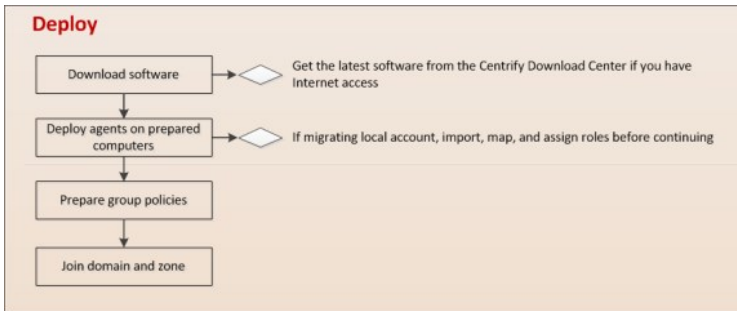 Deploy
Download software
Get the latest software from the Centrify Download Center if you have
Internet access
Deploy agents on prepared
computers
If migrating local account, import, map, and assign roles before continuing
Prepare group policies
Join domain and zone